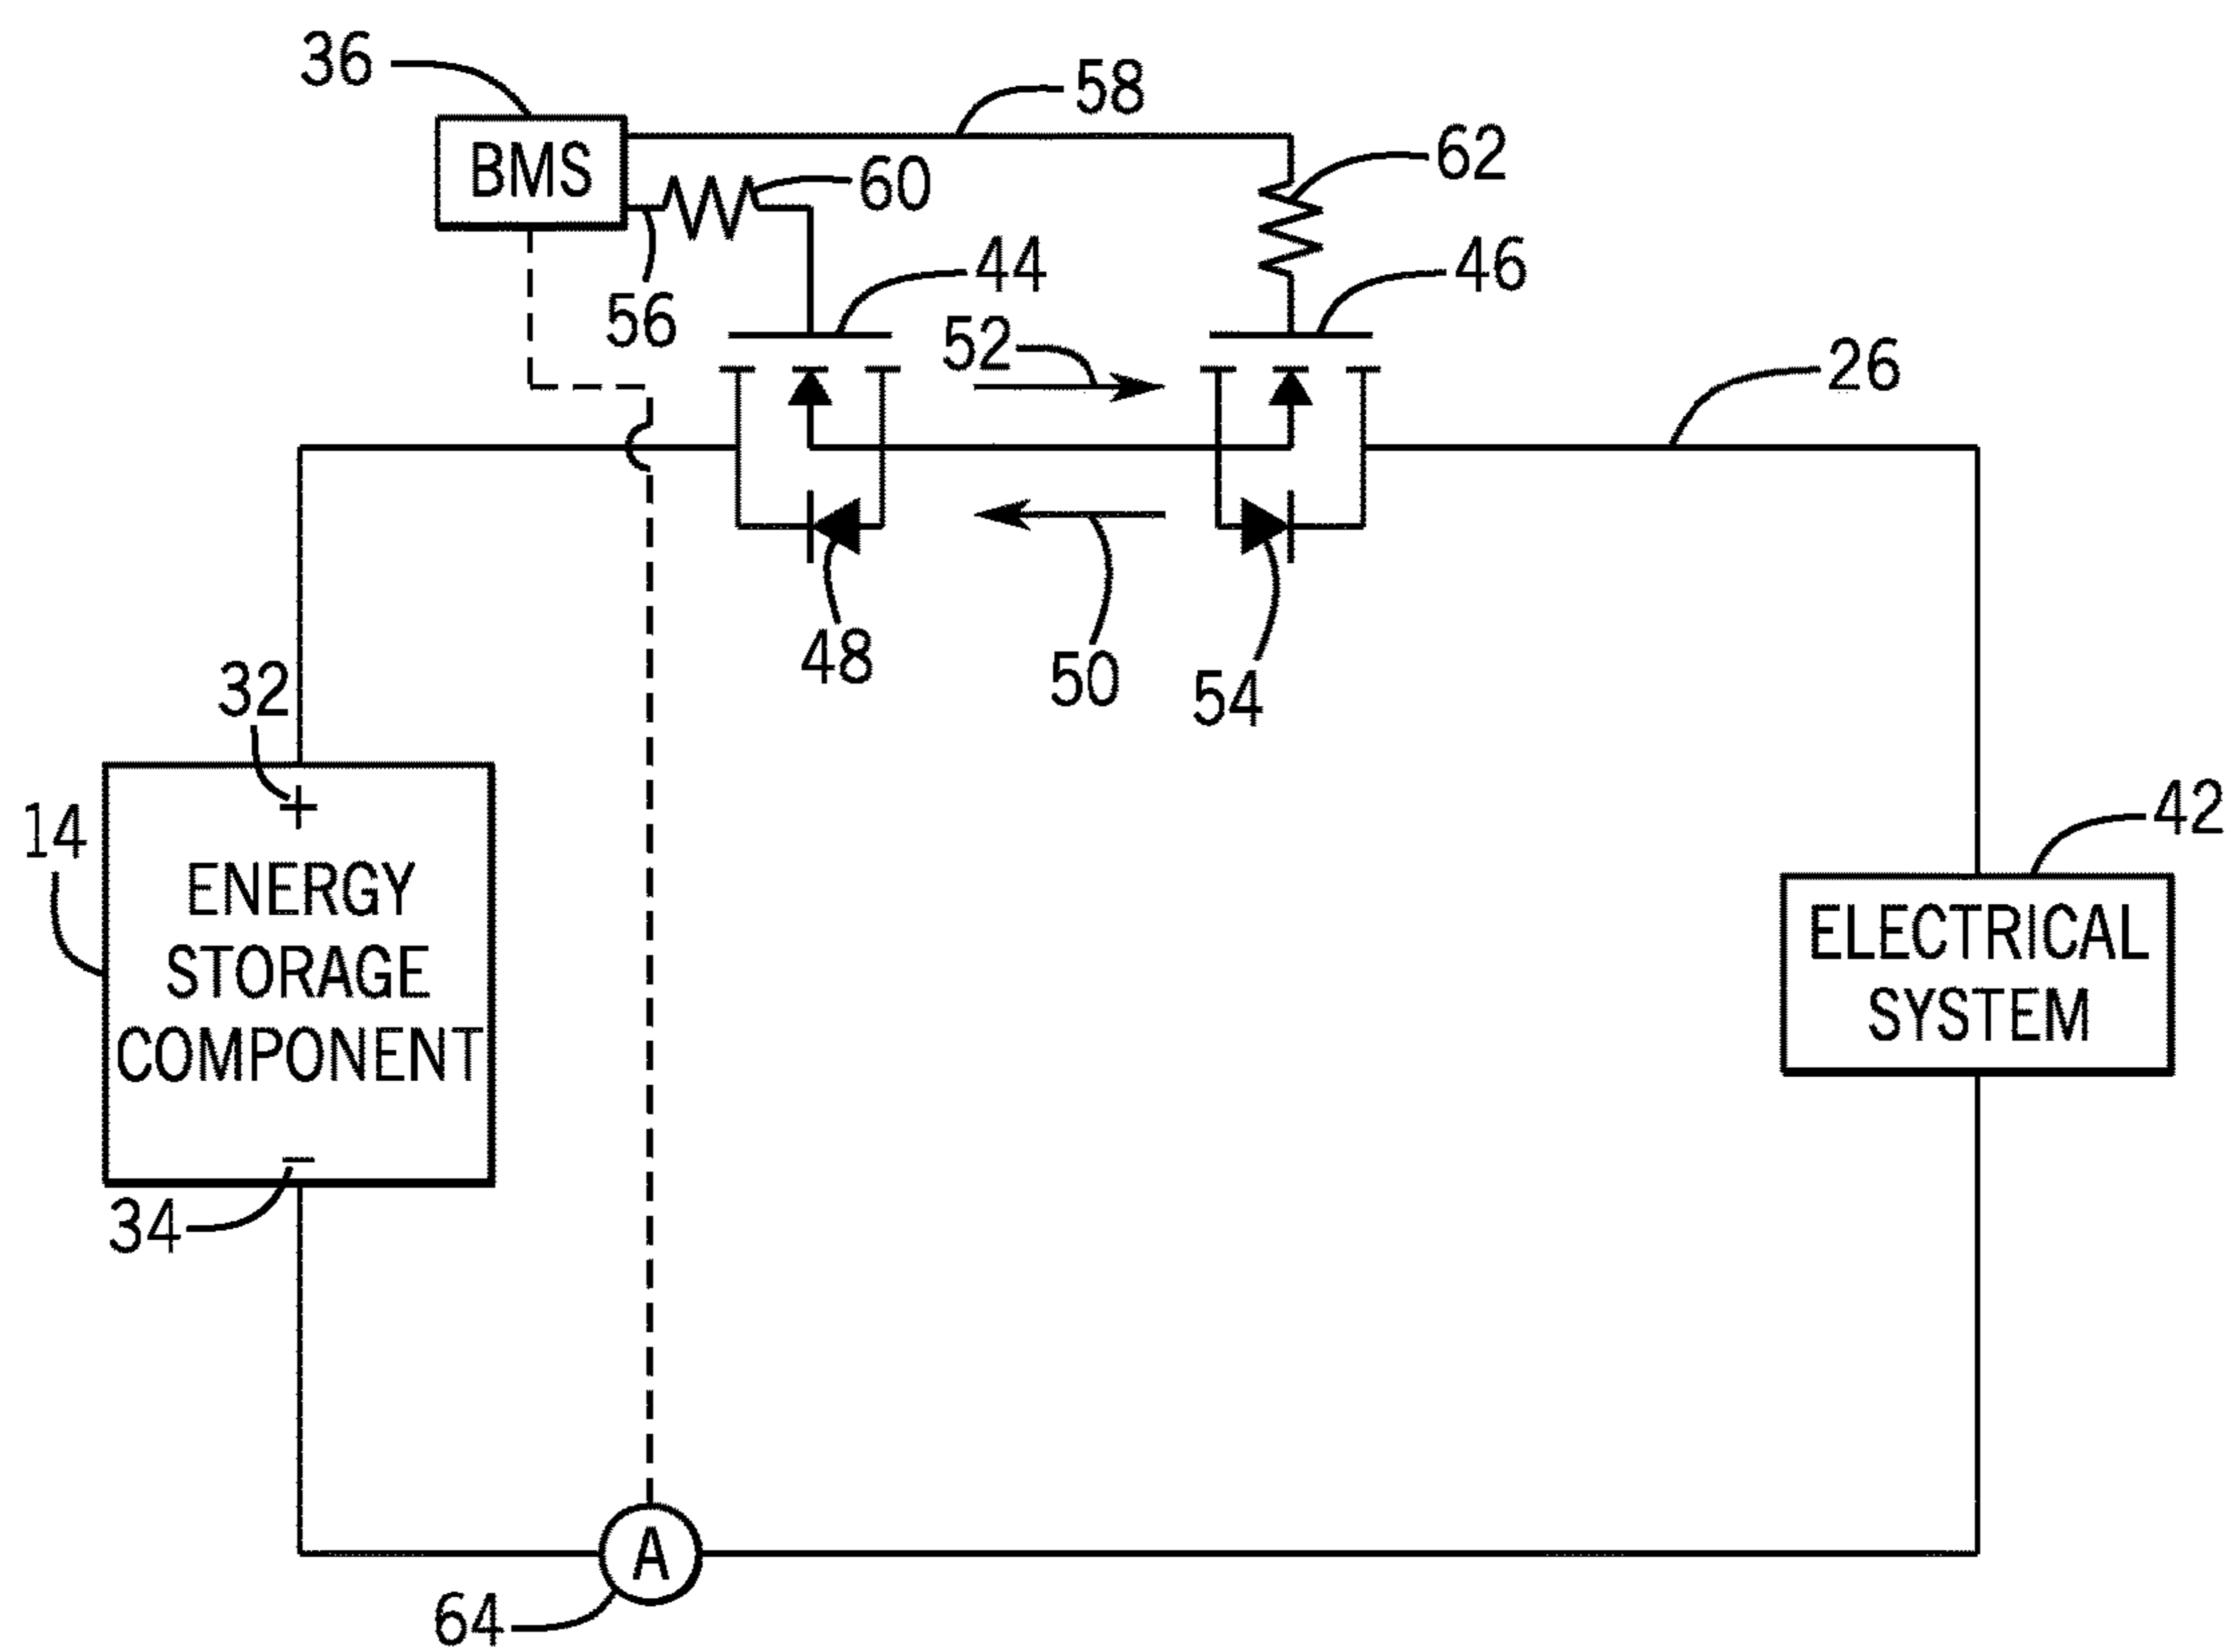 36
58
BMS
62
60
44
46
56
52
26
48
50
54
32
+
14
42
ENERGY
STORAGE
COMPONENT
ELECTRICAL
SYSTEM
−
34
A
64